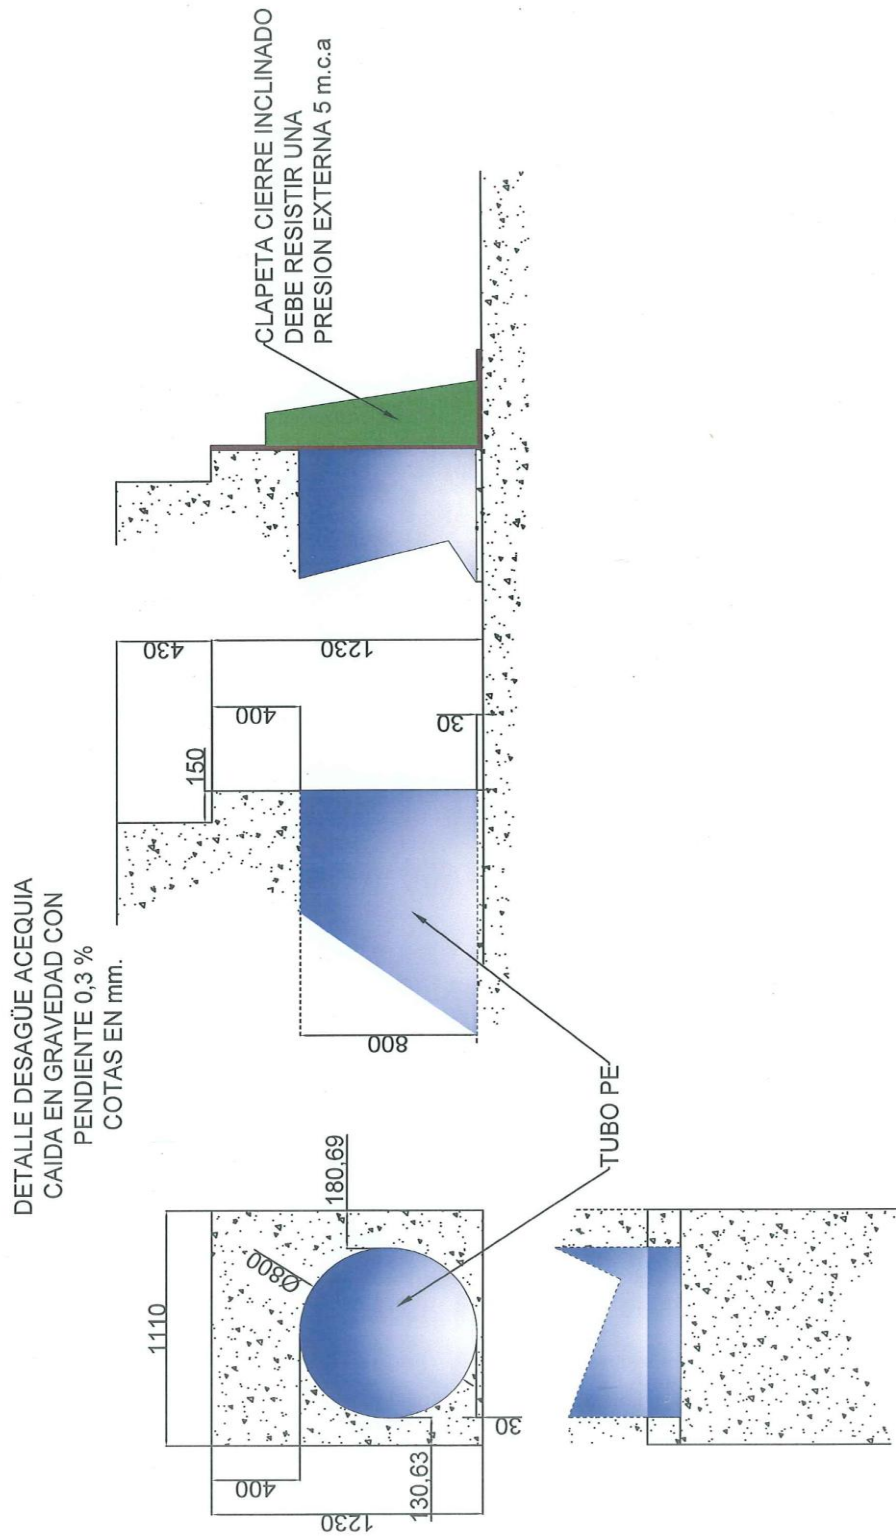 DETALLE DESAGÜE ACEQUIA
CAIDA EN GRAVEDAD CON
PENDIENTE 0,3 %
COTAS EN mm.
CLAPETA CIERRE INCLINADO
DEBE RESISTIR UNA
PRESION EXTERNA 5 m.c.a
430
1230
400
150
30
800
TUBO PE
1110
Ø800
180,69
400
1230
130,63
30